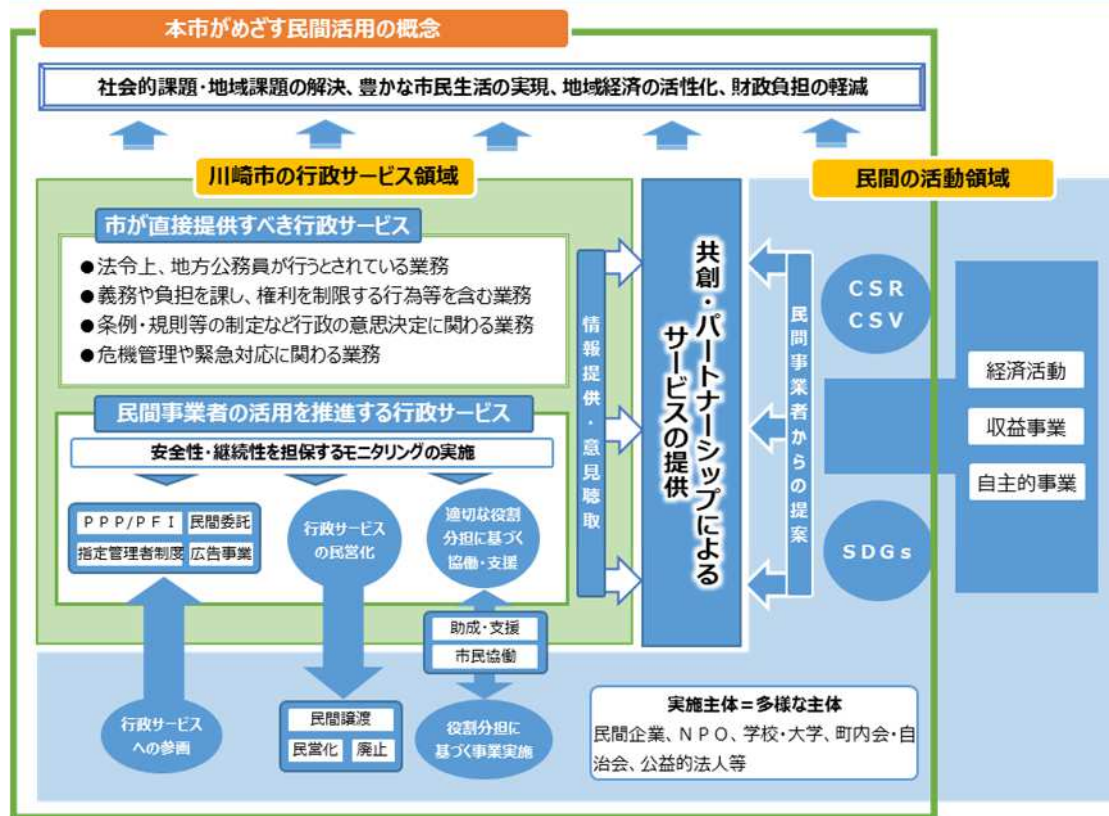 本市がめざす民間活用の概念
社会的課題・地域課題の解決、豊かな市民生活の実現、地域経済の活性化、財政負担の軽減
川崎市の行政サービス領域
民間の活動領域
市が直接提供すべき行政サービス
●法令上、地方公務員が行うとされている業務
●義務や負担を課し、権利を制限する行為等を含む業務
●条例・規則等の制定など行政の意思決定に関わる業務
●危機管理や緊急対応に関わる業務
民間事業者の活用を推進する行政サービス
安全性・継続性を担保するモニタリングの実施
ＰＰＰ/ＰＦＩ
民間委託
指定管理者制度
広告事業
行政サービス
の民営化
適切な役割
分担に基づく
協働・支援
助成・支援
市民協働
行政サービス
への参画
民間譲渡
民営化
廃止
役割分担に
基づく事業実施
情報提供・意見聴取
共創・パートナーシップによる
サービスの提供
民間事業者からの提案
ＣＳＲ
ＣＳＶ
ＳＤＧｓ
経済活動
収益事業
自主的事業
実施主体＝多様な主体
民間企業、ＮＰＯ、学校・大学、町内会・自
治会、公益的法人等